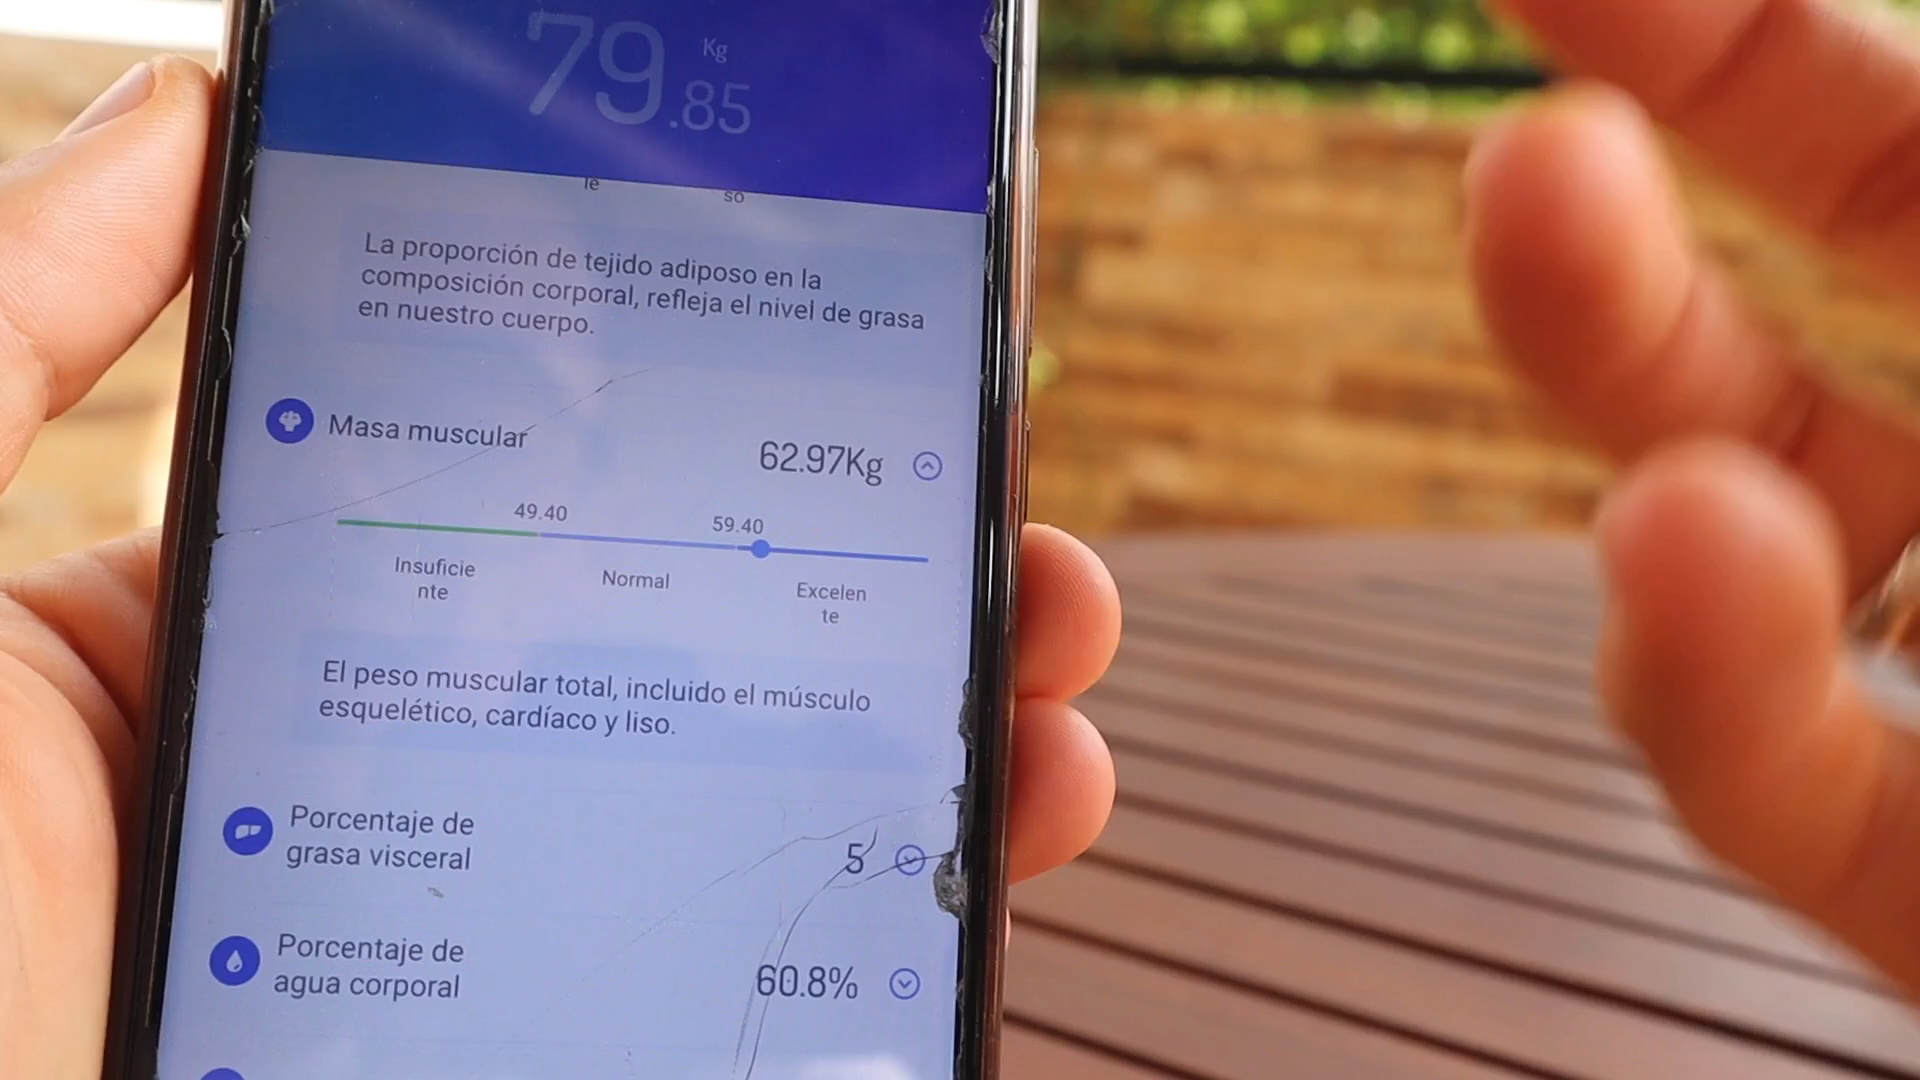 79.85 Kg
le
so
La proporción de tejido adiposo en la
composición corporal, refleja el nivel de grasa
en nuestro cuerpo.
Masa muscular
62.97Kg
49.40
59.40
Insuficie
nte
Normal
Excelen
te
El peso muscular total, incluido el músculo
esquelético, cardíaco y liso.
Porcentaje de
grasa visceral
5
Porcentaje de
agua corporal
60.8%